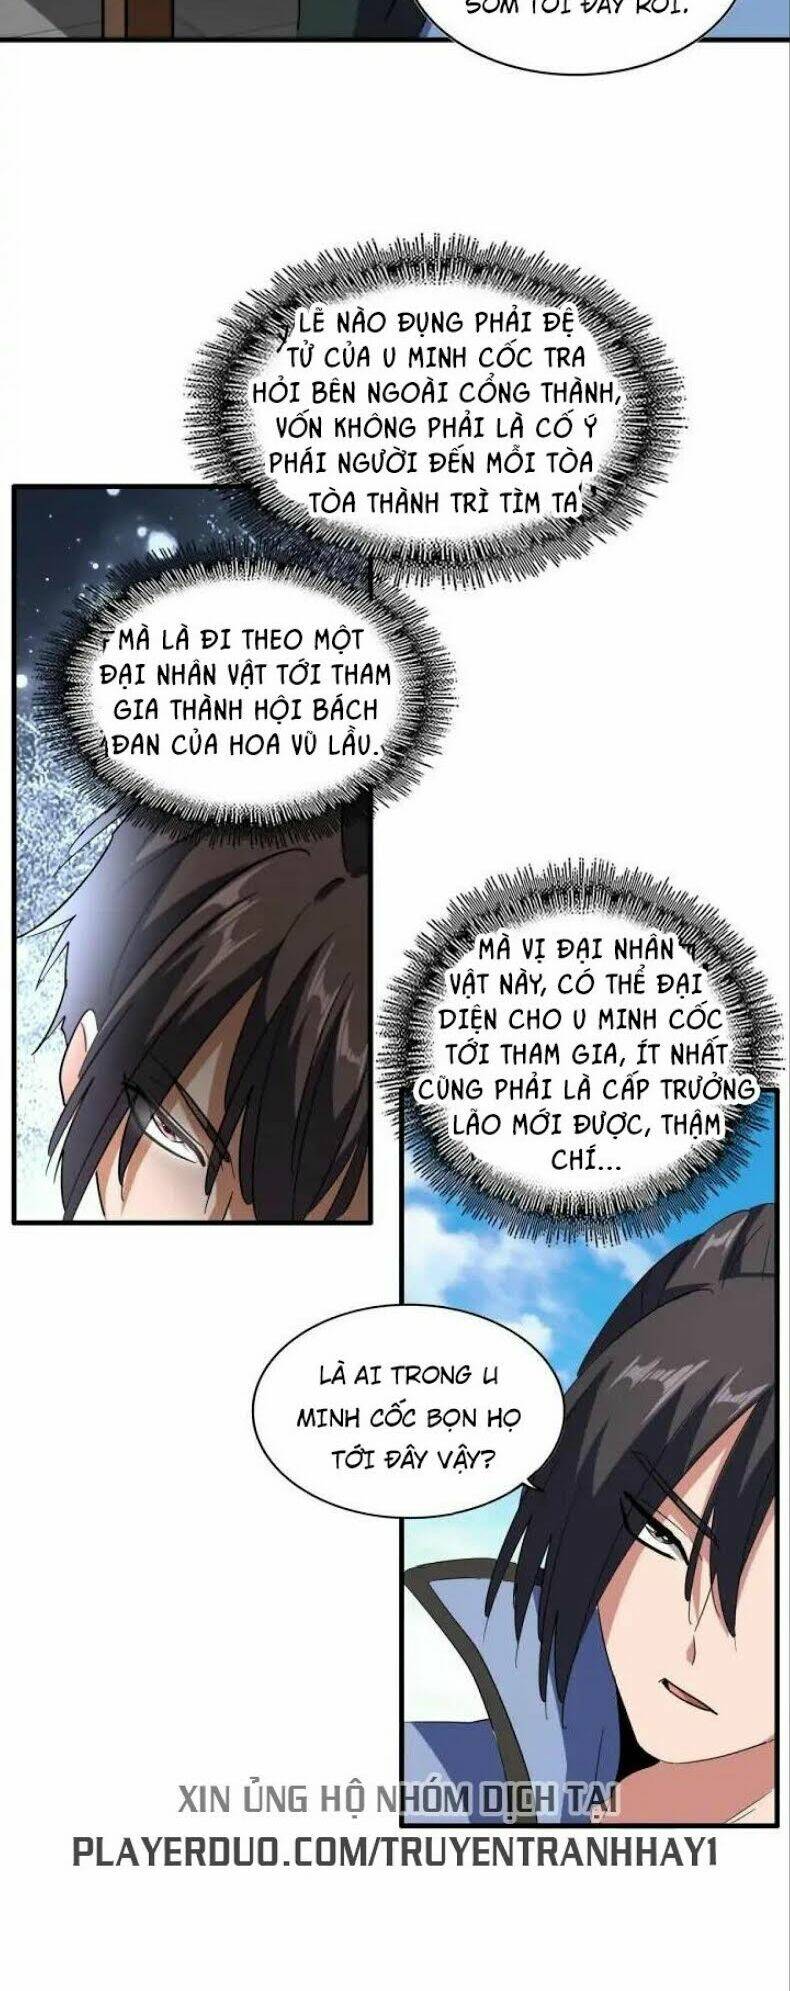 SỚM TỚI ĐÂY RỒI.
LẼ NÀO ĐỤNG PHẢI ĐỆ
TỬ CỦA U MINH CỐC TRA
HỎI BÊN NGOÀI CỔNG THÀNH,
VỐN KHÔNG PHẢI LÀ CỐ Ý
PHÁI NGƯỜI ĐẾN MỖI TÒA
TÒA THÀNH TRÌ TÌM TA
MÀ LÀ ĐI THEO MỘT
ĐẠI NHÂN VẬT TỚI THAM
GIA THÀNH HỘI BÁCH
ĐAN CỦA HOA VŨ LẦU.
MÀ VỊ ĐẠI NHÂN
VẬT NÀY, CÓ THỂ ĐẠI
DIỆN CHO U MINH CỐC
TỚI THAM GIA, ÍT NHẤT
CŨNG PHẢI LÀ CẤP TRƯỞNG
LÃO MỚI ĐƯỢC, THẬM
CHÍ...
LÀ AI TRONG U
MINH CỐC BỌN HỌ
TỚI ĐÂY VẬY?
XIN ỦNG HỘ NHÓM DỊCH TẠI
PLAYERDUO.COM/TRUYENTRANHHAY1